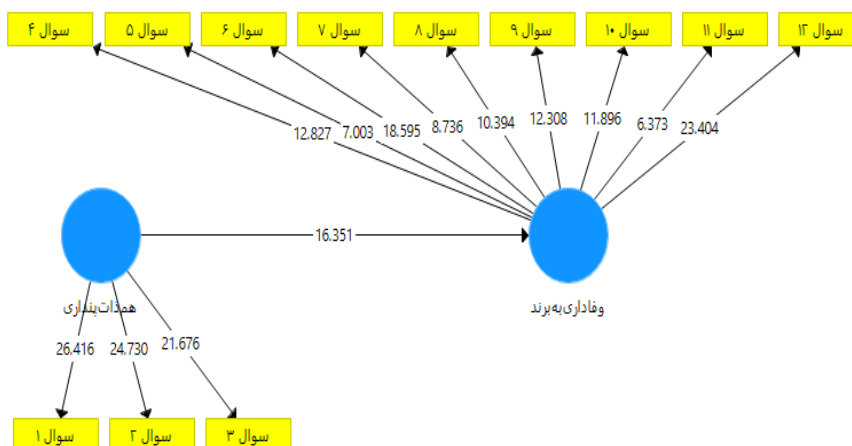 سوال ۴
سوال ۵
سوال ۶
سوال ۷
سوال ۸
سوال ۹
سوال ۱۰
سوال ۱۱
سوال ۱۲
12.827
7.003
18.595
8.736
10.394
12.308
11.896
6.373
23.404
16.351
همذات‌پنداری
وفاداری‌به‌برند
26.416
24.730
21.676
سوال ۱
سوال ۲
سوال ۳